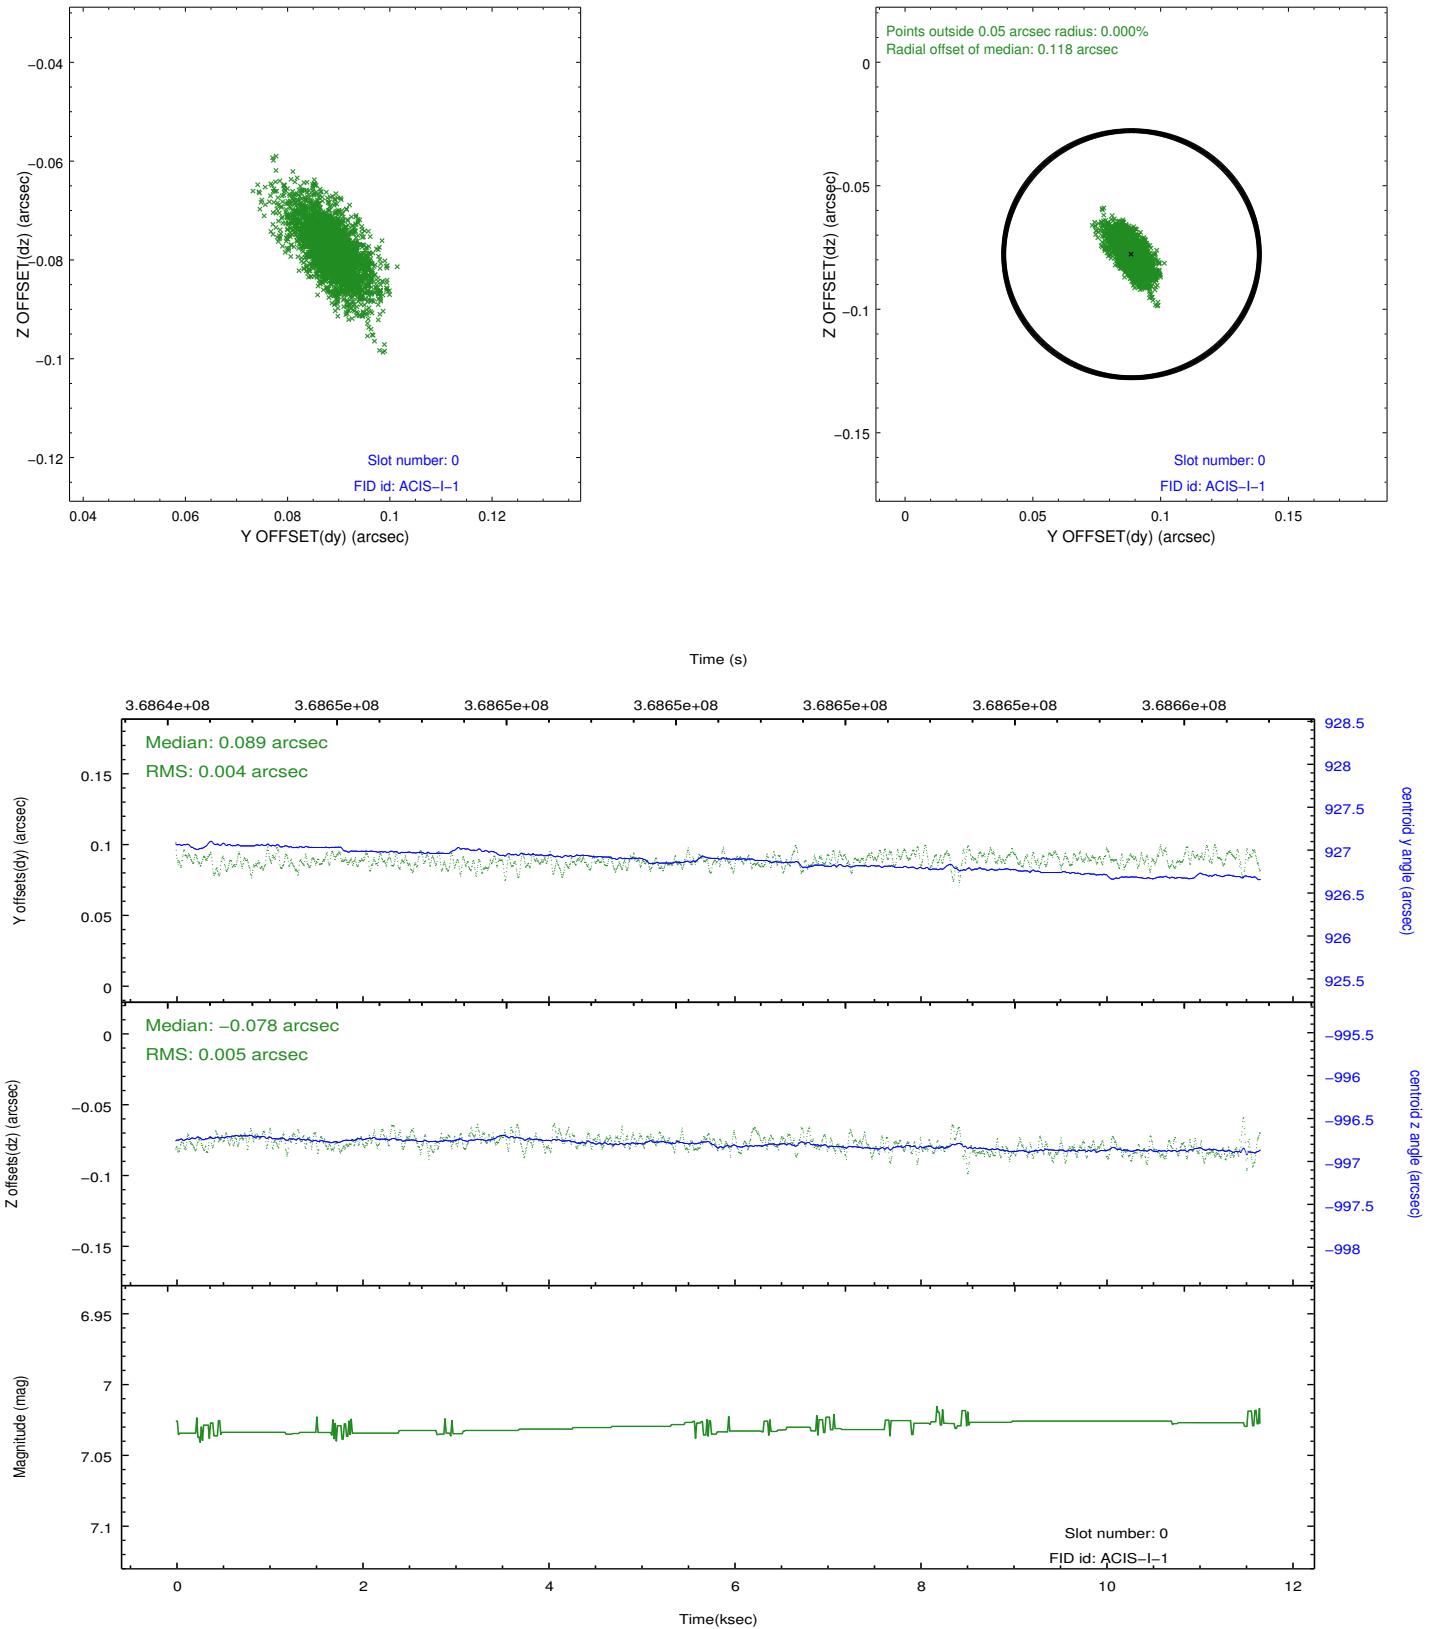 −0.04
−0.06
−0.08
−0.1
−0.12
Z OFFSET(dz) (arcsec)
Slot number: 0
FID id: ACIS−I−1
0.04 0.06 0.08 0.1 0.12
Y OFFSET(dy) (arcsec)
Points outside 0.05 arcsec radius: 0.000%
Radial offset of median: 0.118 arcsec
0
−0.05
−0.1
−0.15
Z OFFSET(dz) (arcsec)
Slot number: 0
FID id: ACIS−I−1
0 0.05 0.1 0.15
Y OFFSET(dy) (arcsec)
Time (s)
3.6864e+08 3.6865e+08 3.6865e+08 3.6865e+08 3.6865e+08 3.6865e+08 3.6866e+08
Median: 0.089 arcsec
RMS: 0.004 arcsec
0.15
0.1
0.05
0
Y offsets(dy) (arcsec)
928.5
928
927.5
927
926.5
926
925.5
centroid y angle (arcsec)
Median: −0.078 arcsec
RMS: 0.005 arcsec
0
−0.05
−0.1
−0.15
Z offsets(dz) (arcsec)
−995.5
−996
−996.5
−997
−997.5
−998
centroid z angle (arcsec)
6.95
7
7.05
7.1
Magnitude (mag)
Slot number: 0
FID id: ACIS−I−1
0 2 4 6 8 10 12
Time(ksec)